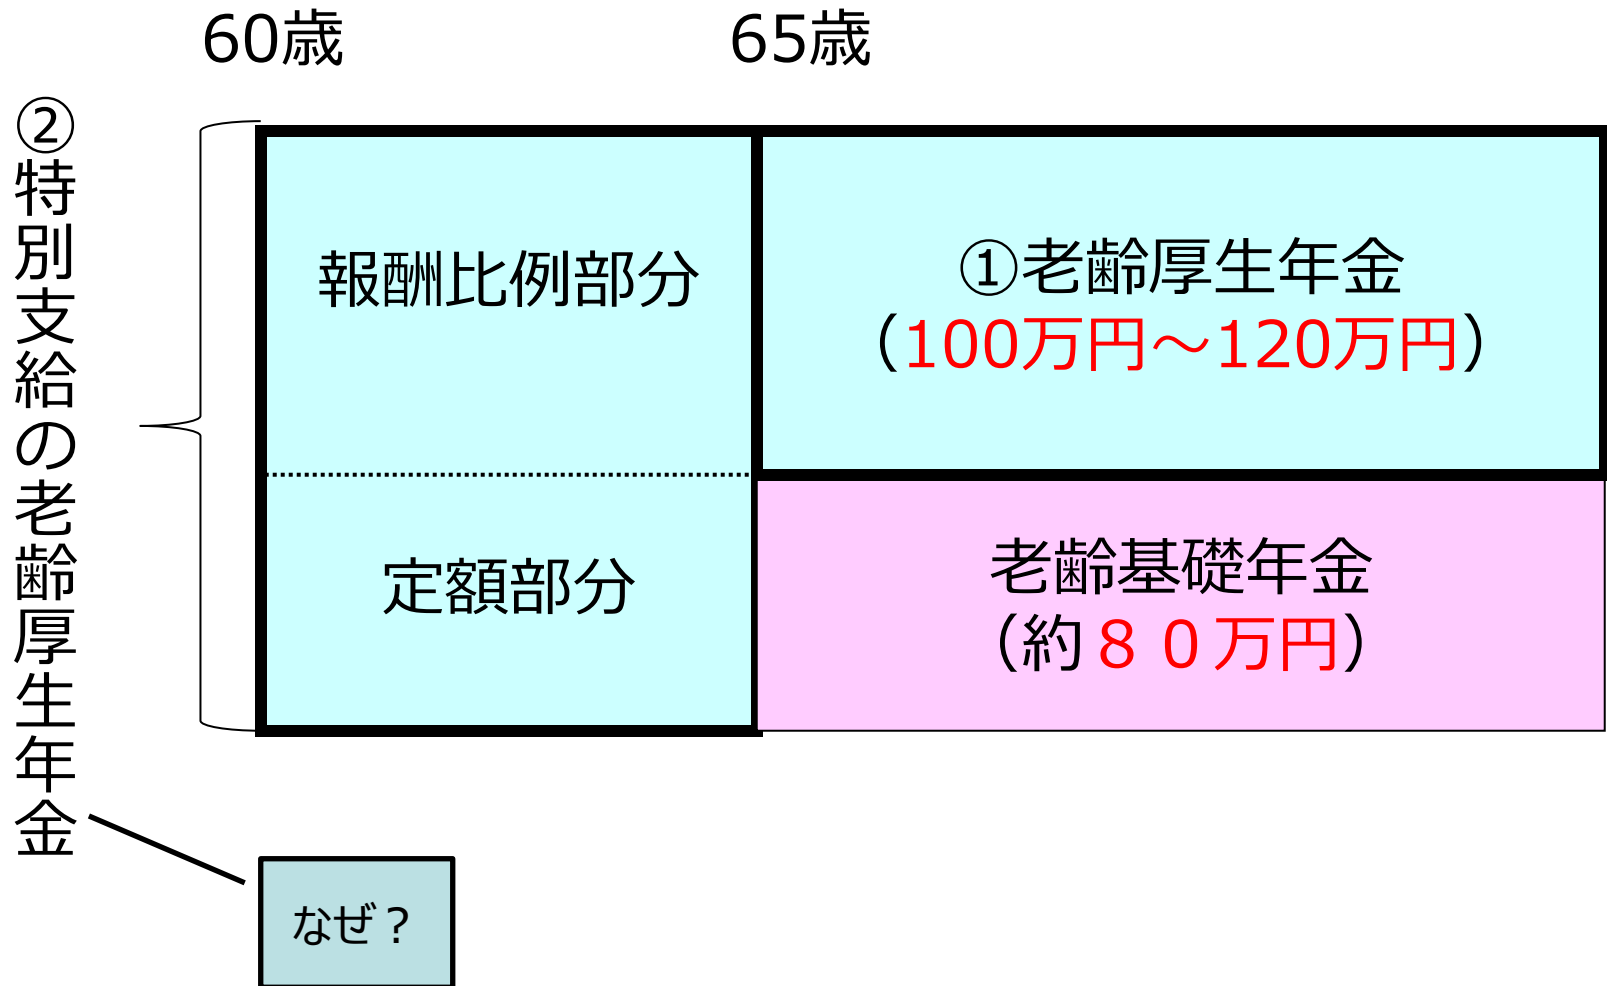 60歳
65歳
②特別支給の老齢厚生年金
報酬比例部分
①老齢厚生年金
（100万円～120万円）
定額部分
老齢基礎年金
（約８０万円）
なぜ？